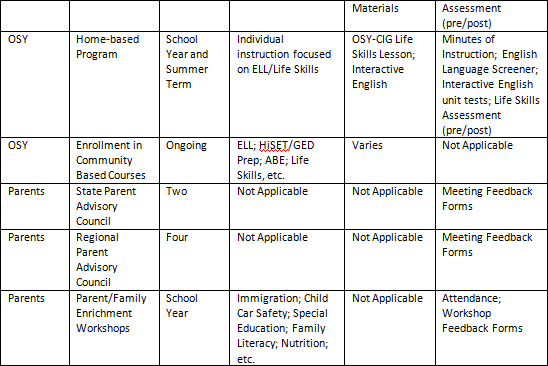 Materials
Assessment
(pre/post)
OSY
Home-based
Program
School
Year and
Summer
Term
Individual
instruction focused
on ELL/Life Skills
OSY-CIG Life
Skills Lesson;
Interactive
English
Minutes of
Instruction; English
Language Screener;
Interactive English
unit tests; Life Skills
Assessment
(pre/post)
OSY
Enrollment in
Community
Based Courses
Ongoing
ELL; HiSET/GED
Prep; ABE; Life
Skills, etc.
Varies
Not Applicable
Parents
State Parent
Advisory
Council
Two
Not Applicable
Not Applicable
Meeting Feedback
Forms
Parents
Regional
Parent
Advisory
Council
Four
Not Applicable
Not Applicable
Meeting Feedback
Forms
Parents
Parent/Family
Enrichment
Workshops
School
Year
Immigration; Child
Car Safety; Special
Education; Family
Literacy; Nutrition;
etc.
Not Applicable
Attendance;
Workshop
Feedback Forms